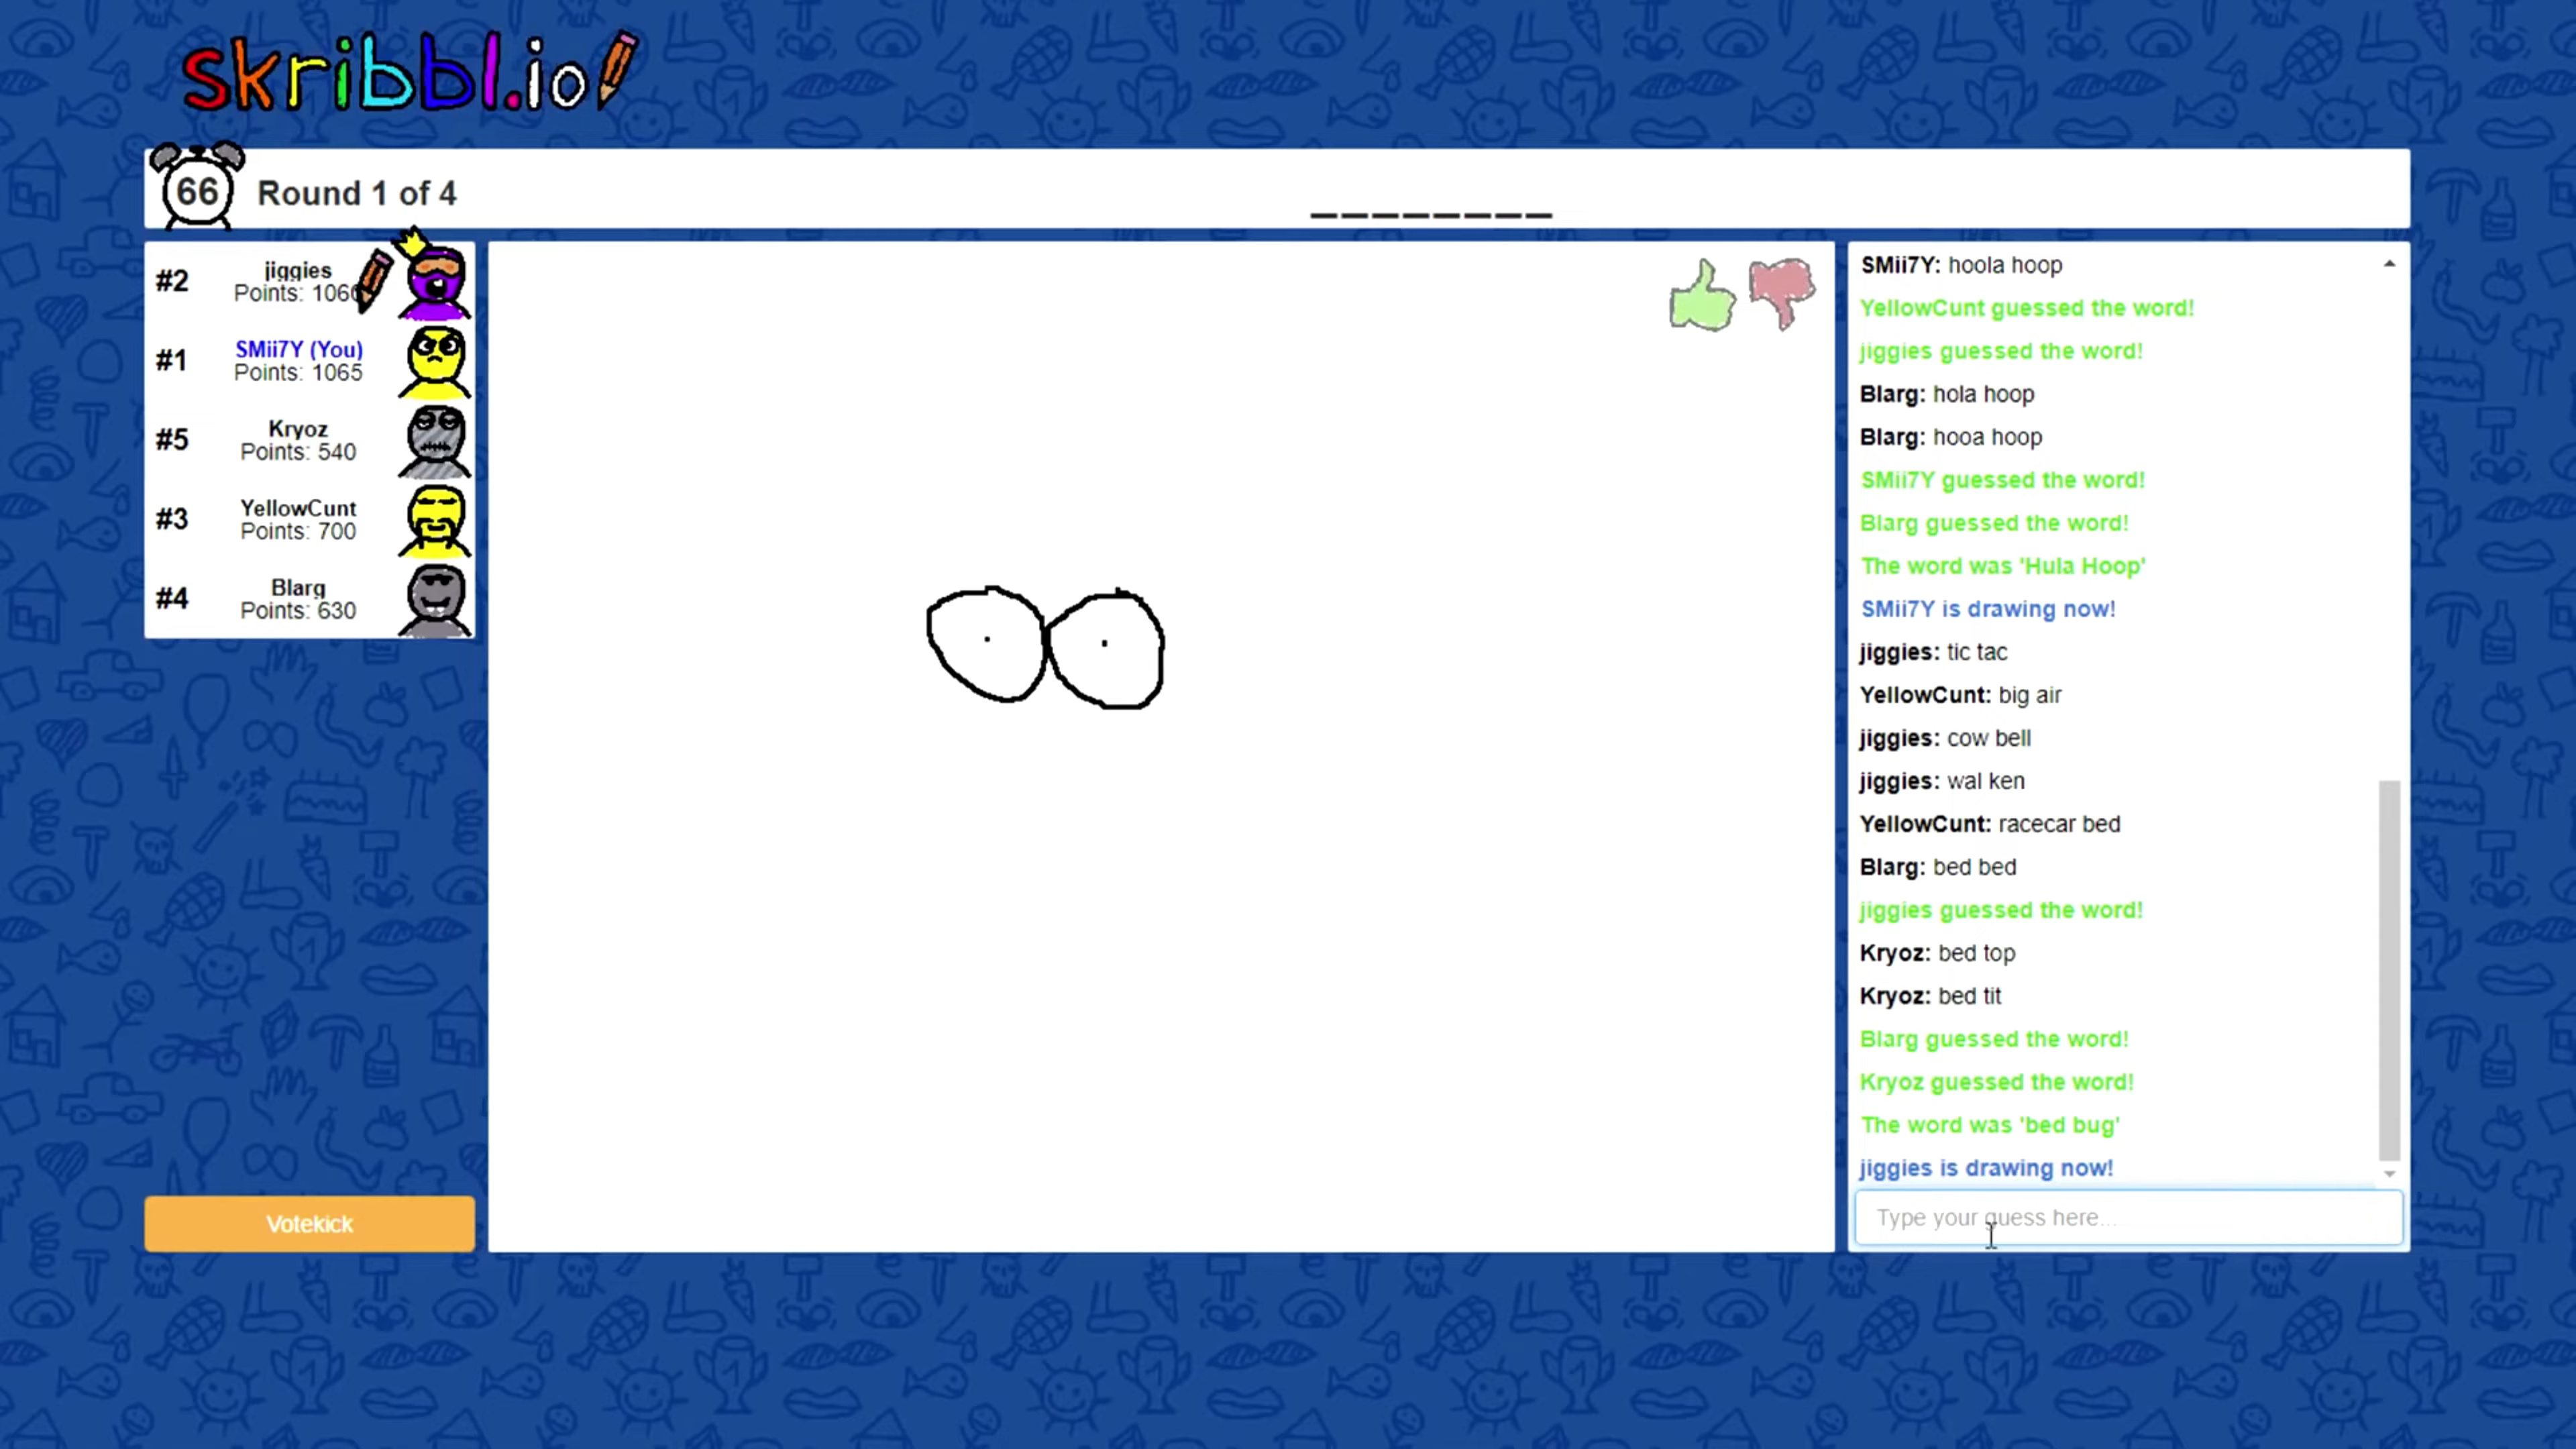 skribbl.io
66
Round 1 of 4
________
#2
jiggies
Points: 1060
#1
SMii7Y (You)
Points: 1065
#5
Kryoz
Points: 540
#3
YellowCunt
Points: 700
#4
Blarg
Points: 630
Votekick
SMii7Y: hoola hoop
YellowCunt guessed the word!
jiggies guessed the word!
Blarg: hola hoop
Blarg: hooa hoop
SMii7Y guessed the word!
Blarg guessed the word!
The word was 'Hula Hoop'
SMii7Y is drawing now!
jiggies: tic tac
YellowCunt: big air
jiggies: cow bell
jiggies: wal ken
YellowCunt: racecar bed
Blarg: bed bed
jiggies guessed the word!
Kryoz: bed top
Kryoz: bed tit
Blarg guessed the word!
Kryoz guessed the word!
The word was 'bed bug'
jiggies is drawing now!
Type your guess here...